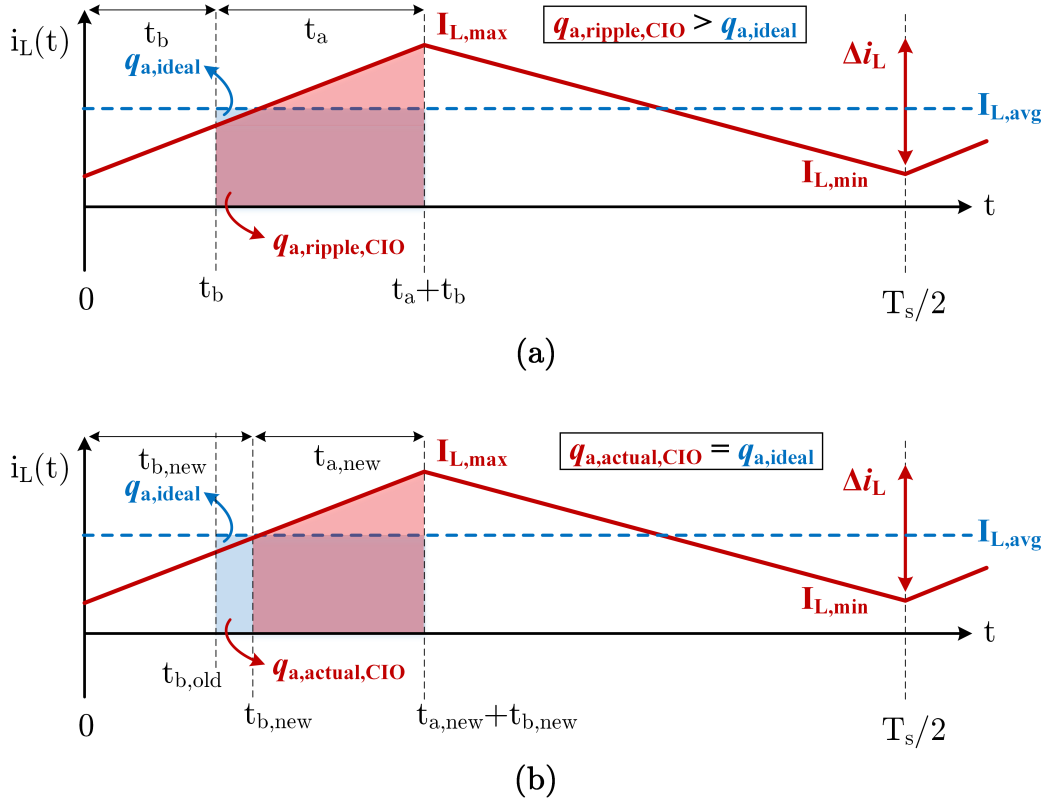 t_b
t_a
I_L,max
q_a,ripple,CIO > q_a,ideal
i_L(t)
q_a,ideal
Δi_L
I_L,avg
I_L,min
t
q_a,ripple,CIO
0
t_b
t_a+t_b
T_s/2
(a)
t_b,new
t_a,new
I_L,max
q_a,actual,CIO = q_a,ideal
i_L(t)
q_a,ideal
Δi_L
I_L,avg
I_L,min
t
t_b,old
q_a,actual,CIO
0
t_b,new
t_a,new+t_b,new
T_s/2
(b)